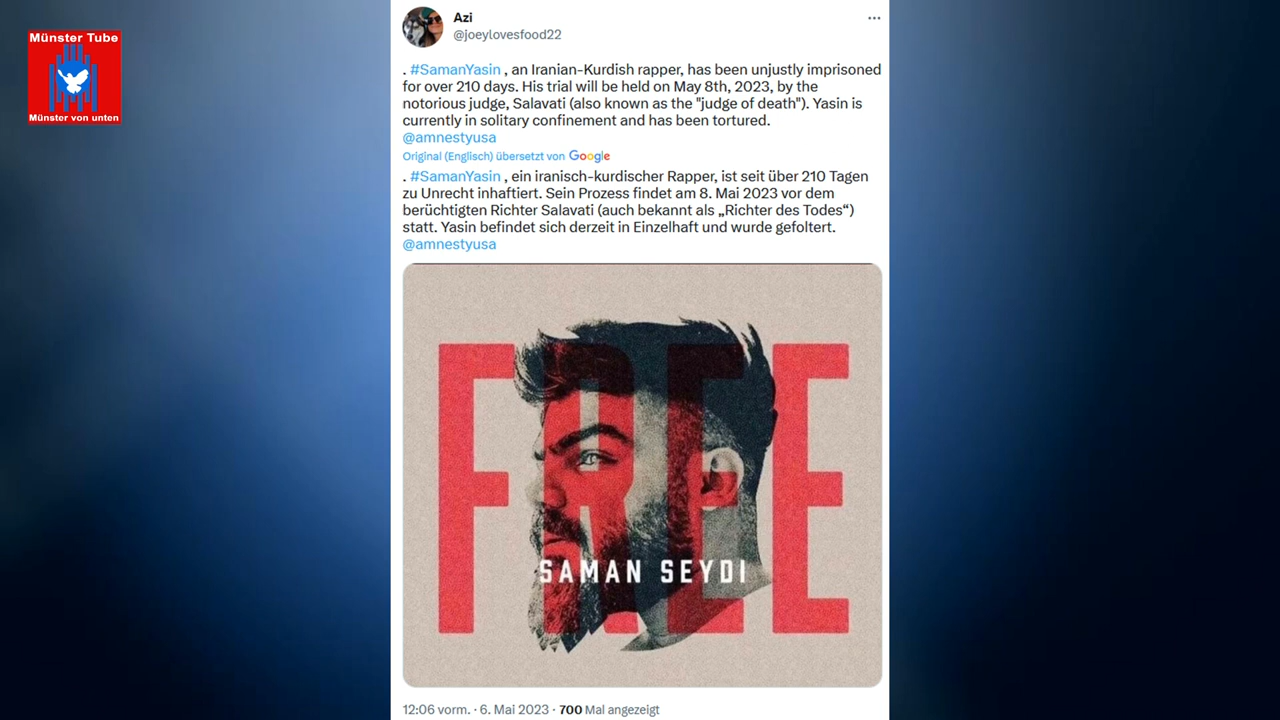 Münster Tube
Münster von unten
Azi
@joeylovesfood22
. #SamanYasin , an Iranian-Kurdish rapper, has been unjustly imprisoned
for over 210 days. His trial will be held on May 8th, 2023, by the
notorious judge, Salavati (also known as the "judge of death"). Yasin is
currently in solitary confinement and has been tortured.
@amnestyusa
Original (Englisch) übersetzt von Google
. #SamanYasin , ein iranisch-kurdischer Rapper, ist seit über 210 Tagen
zu Unrecht inhaftiert. Sein Prozess findet am 8. Mai 2023 vor dem
berüchtigten Richter Salavati (auch bekannt als „Richter des Todes“)
statt. Yasin befindet sich derzeit in Einzelhaft und wurde gefoltert.
@amnestyusa
FREE
SAMAN SEYDI
12:06 vorm. · 6. Mai 2023 · 700 Mal angezeigt